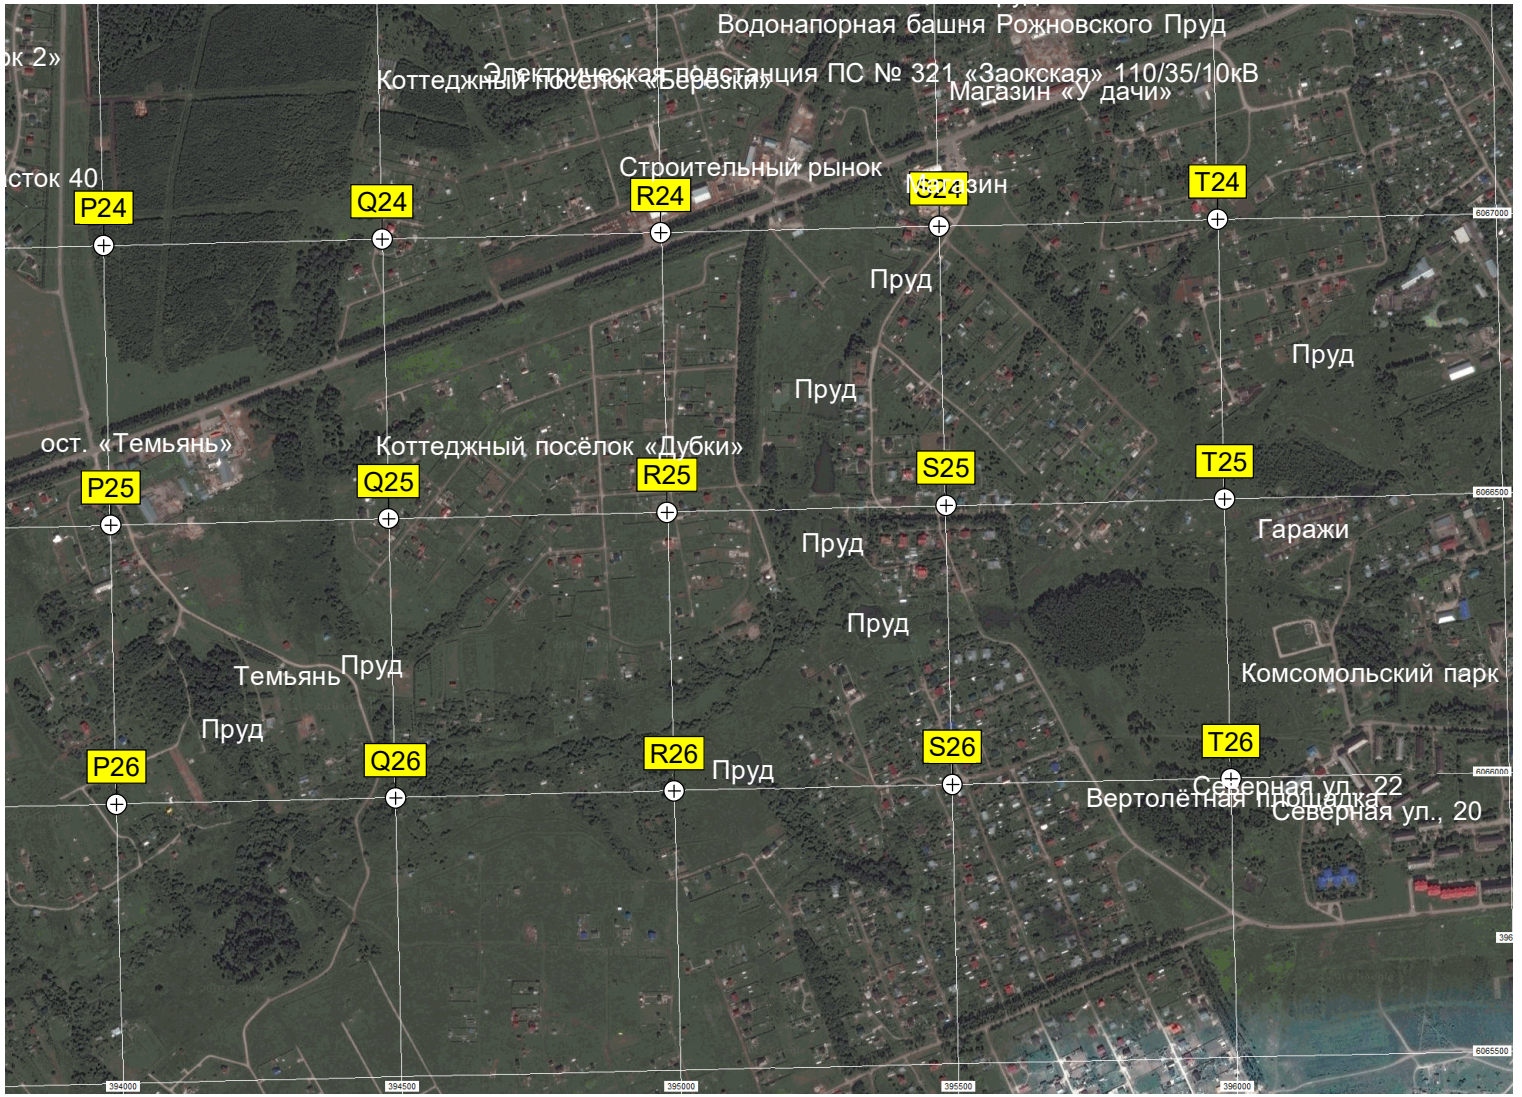 Водонапорная башня Рожновского Пруд
ок 2»
Электрическая подстанция ПС № 321 «Заокская» 110/35/10кВ
Коттеджный посёлок «Берёзки»
Магазин «У дачи»
Строительный рынок
асток 40
Магазин
P24
Q24
R24
S24
T24
6067000
Пруд
Пруд
Пруд
ост. «Темьянь»
Коттеджный посёлок «Дубки»
P25
Q25
R25
S25
T25
6066500
Гаражи
Пруд
Пруд
Темьянь
Пруд
Комсомольский парк
Пруд
P26
Q26
R26
S26
T26
Пруд
6066000
Северная ул., 22
Вертолётная площадка
Северная ул., 20
396
6065500
394000
394500
395000
395500
396000